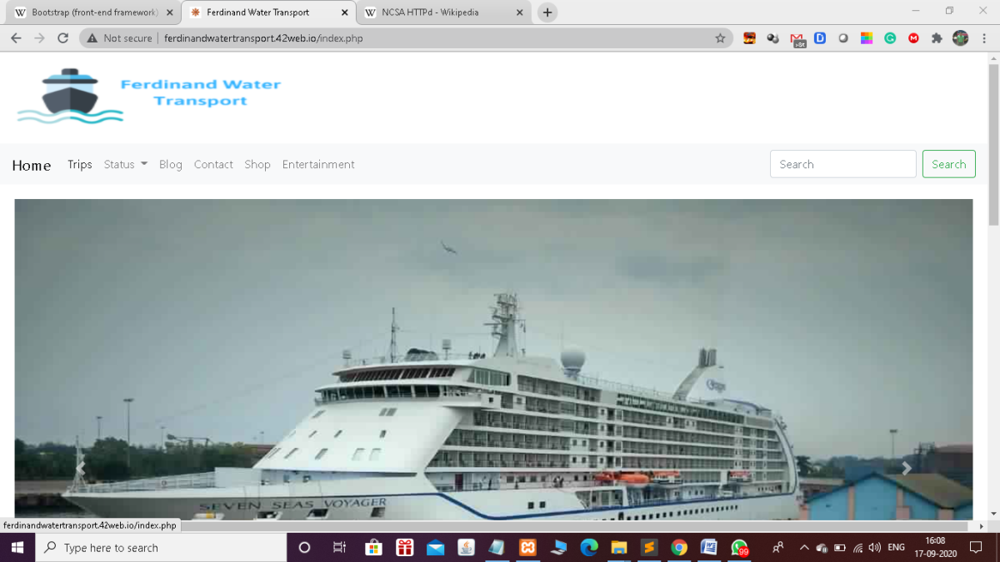 Bootstrap (front-end framework)
Ferdinand Water Transport
NCSA HTTPd - Wikipedia
Not secure
ferdinandwatertransport.42web.io/index.php
Ferdinand Water
Transport
Home Trips Status Blog Contact Shop Entertainment
Search Search
SEVEN SEAS VOYAGER
ferdinandwatertransport.42web.io/index.php
Type here to search
99
ENG
16:08
17-09-2020